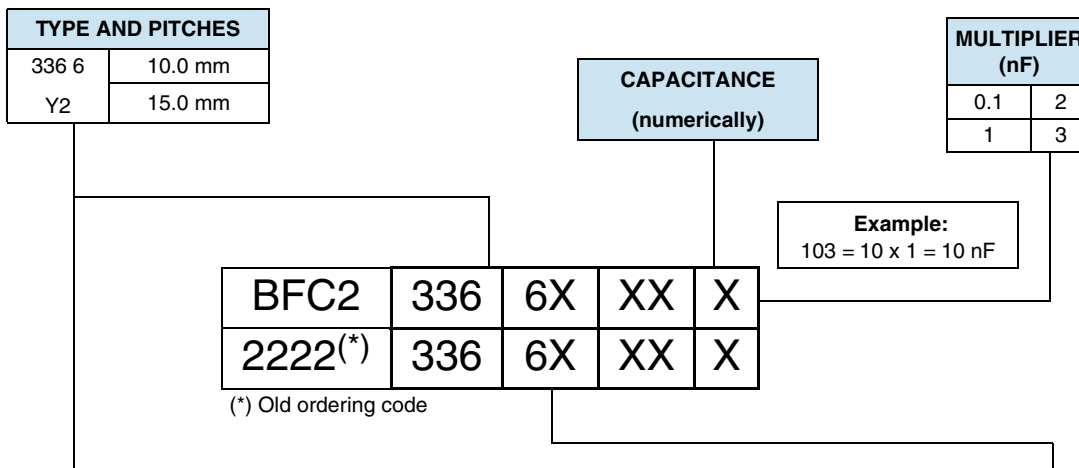 TYPE AND PITCHES
336 6 10.0 mm
Y2 15.0 mm
CAPACITANCE
(numerically)
MULTIPLIER
(nF)
0.1 2
1 3
Example:
103 = 10 x 1 = 10 nF
BFC2 336 6X XX X
2222(*) 336 6X XX X
(*) Old ordering code